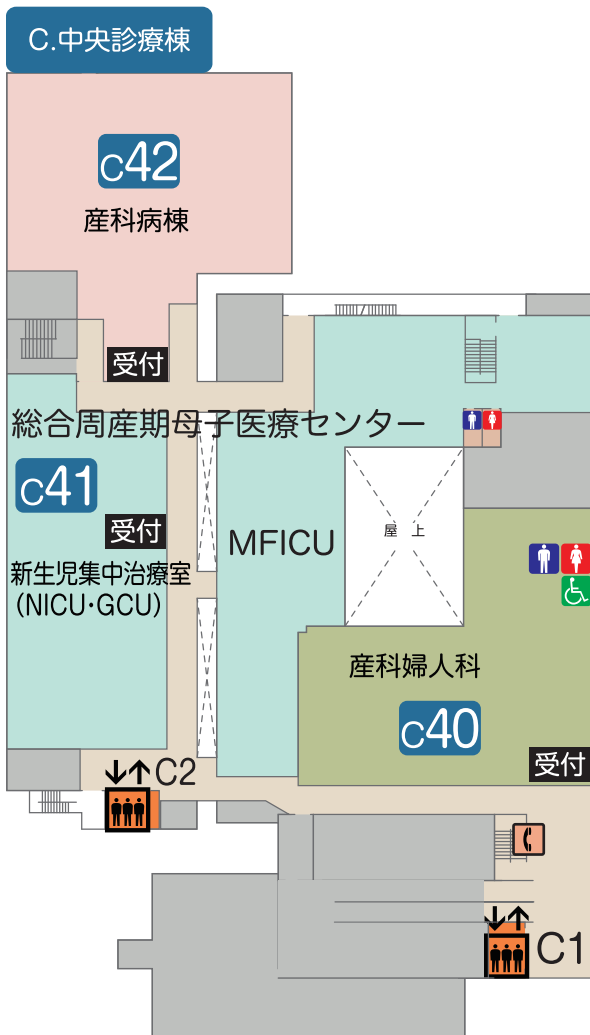 C.中央診療棟
C42
産科病棟
受付
総合周産期母子医療センター
C41
受付
新生児集中治療室
(NICU･GCU)
MFICU
屋上
産科婦人科
C40
受付
C2
C1